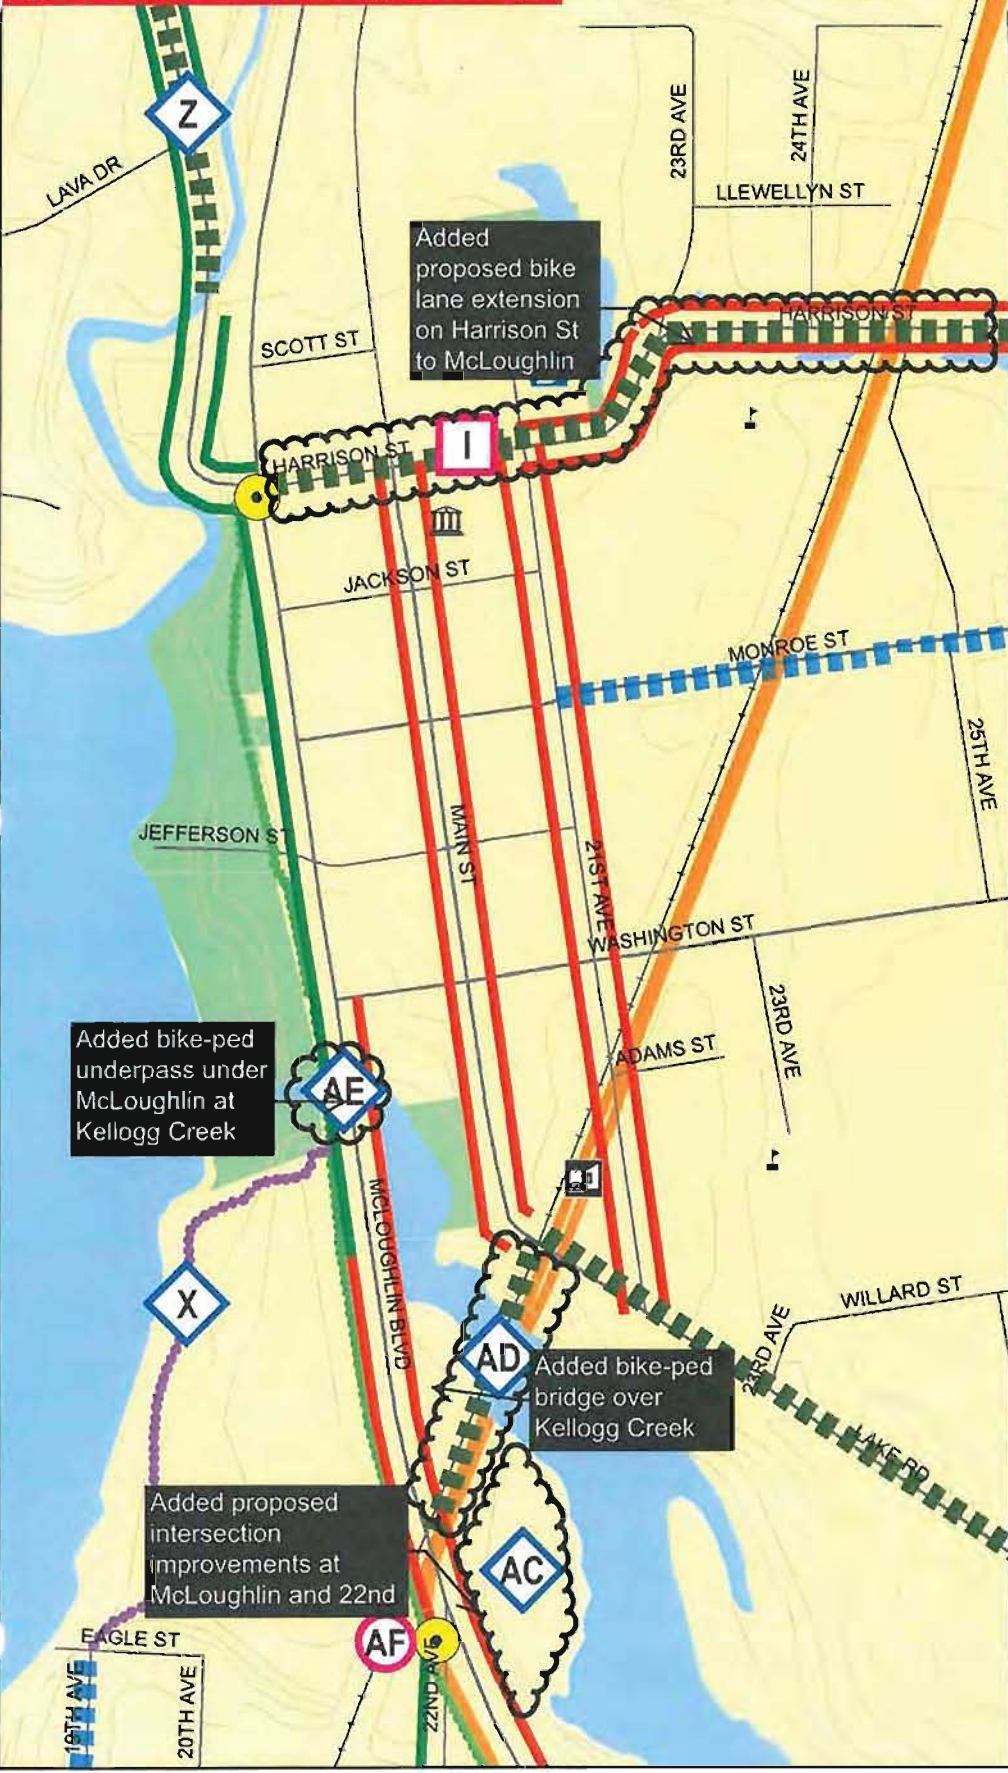 Z
LAVA DR
23RD AVE
24TH AVE
LLEWELLYN ST
Added
proposed bike
lane extension
on Harrison St
to McLoughlin
HARRISON ST
SCOTT ST
HARRISON ST
I
JACKSON ST
MONROE ST
25TH AVE
MAIN ST
JEFFERSON ST
21ST AVE
WASHINGTON ST
23RD AVE
ADAMS ST
Added bike-ped
underpass under
McLoughlin at
Kellogg Creek
AE
MCLOUGHLIN BLVD
X
WILLARD ST
23RD AVE
AD
Added bike-ped
bridge over
Kellogg Creek
LAKE RD
Added proposed
intersection
improvements at
McLoughlin and 22nd
AC
AF
EAGLE ST
19TH AVE
20TH AVE
22ND AVE